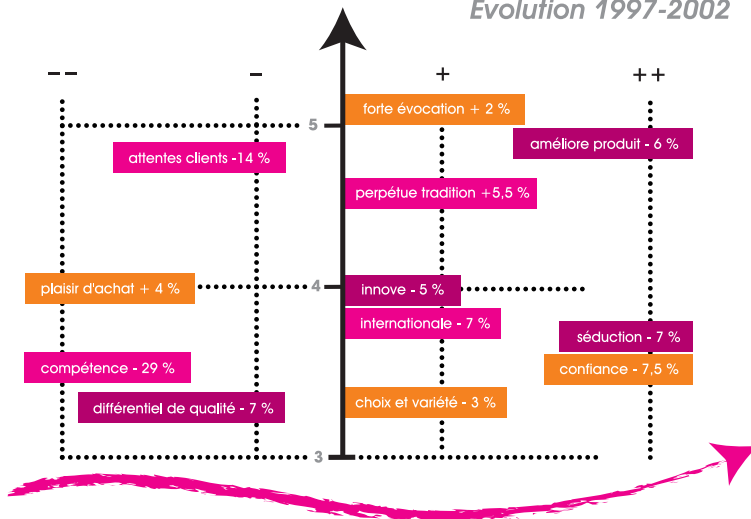 Evolution 1997-2002
-- - + ++
forte évocation + 2 %
5
améliore produit - 6 %
attentes clients -14 %
perpétue tradition +5,5 %
plaisir d'achat + 4 %
4
innove - 5 %
internationale - 7 %
séduction - 7 %
compétence - 29 %
confiance - 7,5 %
différentiel de qualité - 7 %
choix et variété - 3 %
3